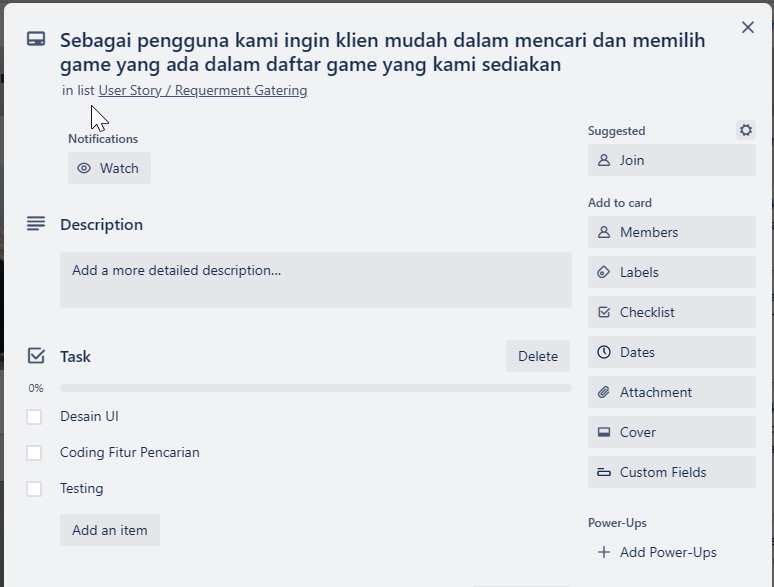 Sebagai pengguna kami ingin klien mudah dalam mencari dan memilih
game yang ada dalam daftar game yang kami sediakan
in list User Story / Requerment Gatering
Notifications
Watch
Description
Add a more detailed description...
Task
Delete
0%
Desain UI
Coding Fitur Pencarian
Testing
Add an item
Suggested
Join
Add to card
Members
Labels
Checklist
Dates
Attachment
Cover
Custom Fields
Power-Ups
Add Power-Ups